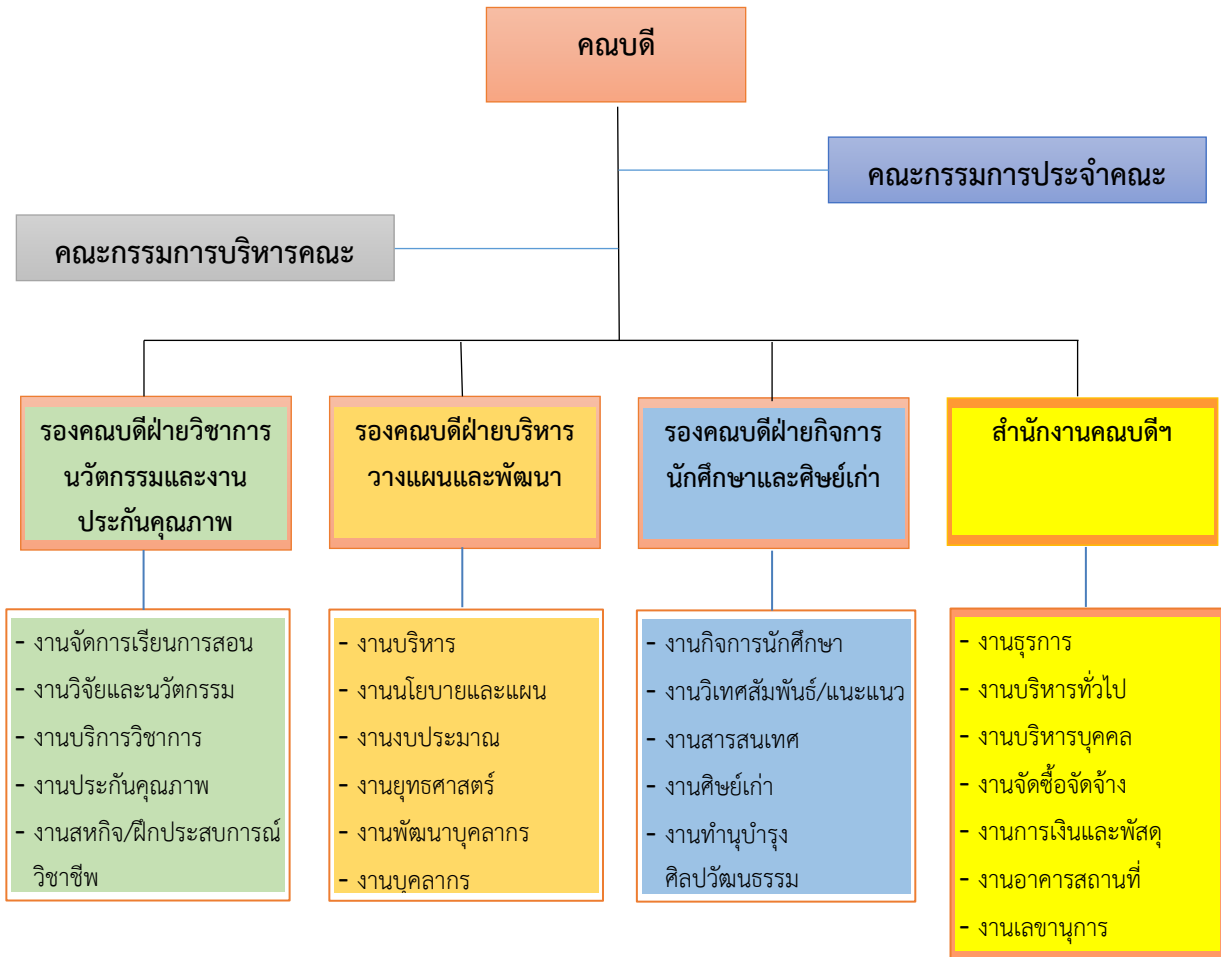 คณบดี
คณะกรรมการประจำคณะ
คณะกรรมการบริหารคณะ
รองคณบดีฝ่ายวิชาการ
นวัตกรรมและงาน
ประกันคุณภาพ
รองคณบดีฝ่ายบริหาร
วางแผนและพัฒนา
รองคณบดีฝ่ายกิจการ
นักศึกษาและศิษย์เก่า
สำนักงานคณบดีฯ
- งานจัดการเรียนการสอน
- งานวิจัยและนวัตกรรม
- งานบริการวิชาการ
- งานประกันคุณภาพ
- งานสหกิจ/ฝึกประสบการณ์
วิชาชีพ
- งานบริหาร
- งานนโยบายและแผน
- งานงบประมาณ
- งานยุทธศาสตร์
- งานพัฒนาบุคลากร
- งานบุคลากร
- งานกิจการนักศึกษา
- งานวิเทศสัมพันธ์/แนะแนว
- งานสารสนเทศ
- งานศิษย์เก่า
- งานทำนุบำรุง
ศิลปวัฒนธรรม
- งานธุรการ
- งานบริหารทั่วไป
- งานบริหารบุคคล
- งานจัดซื้อจัดจ้าง
- งานการเงินและพัสดุ
- งานอาคารสถานที่
- งานเลขานุการ